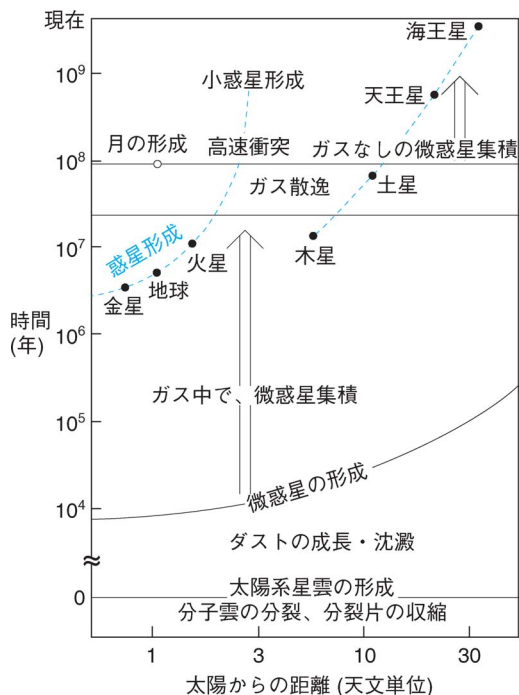 現在
海王星
10⁹
小惑星形成
天王星
月の形成
高速衝突
ガスなしの微惑星集積
10⁸
ガス散逸
土星
10⁷
惑星形成
火星
木星
地球
金星
時間
(年)
10⁶
ガス中で、微惑星集積
10⁵
微惑星の形成
10⁴
ダストの成長・沈澱
太陽系星雲の形成
0
分子雲の分裂、分裂片の収縮
1 3 10 30
太陽からの距離 (天文単位)